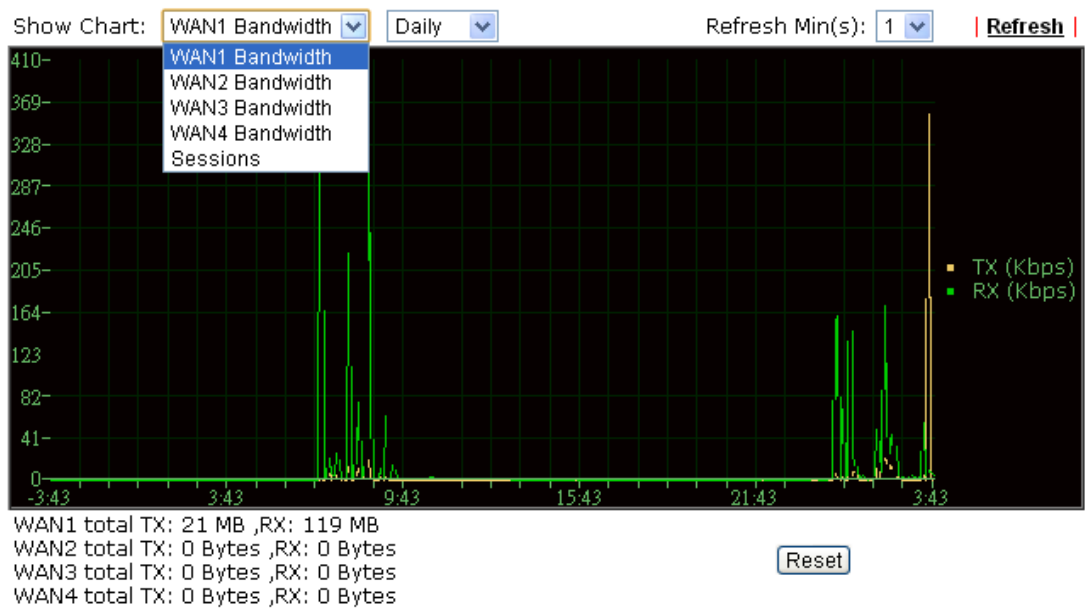 Show Chart: WAN1 Bandwidth Daily Refresh Min(s): 1 | Refresh |
WAN1 Bandwidth
WAN2 Bandwidth
WAN3 Bandwidth
WAN4 Bandwidth
Sessions
410-
369-
328-
287-
246-
205-
164-
123
82-
41-
0-
-3:43 3:43 9:43 15:43 21:43 3:43
TX (Kbps)
RX (Kbps)
WAN1 total TX: 21 MB ,RX: 119 MB
WAN2 total TX: 0 Bytes ,RX: 0 Bytes
WAN3 total TX: 0 Bytes ,RX: 0 Bytes
WAN4 total TX: 0 Bytes ,RX: 0 Bytes
Reset